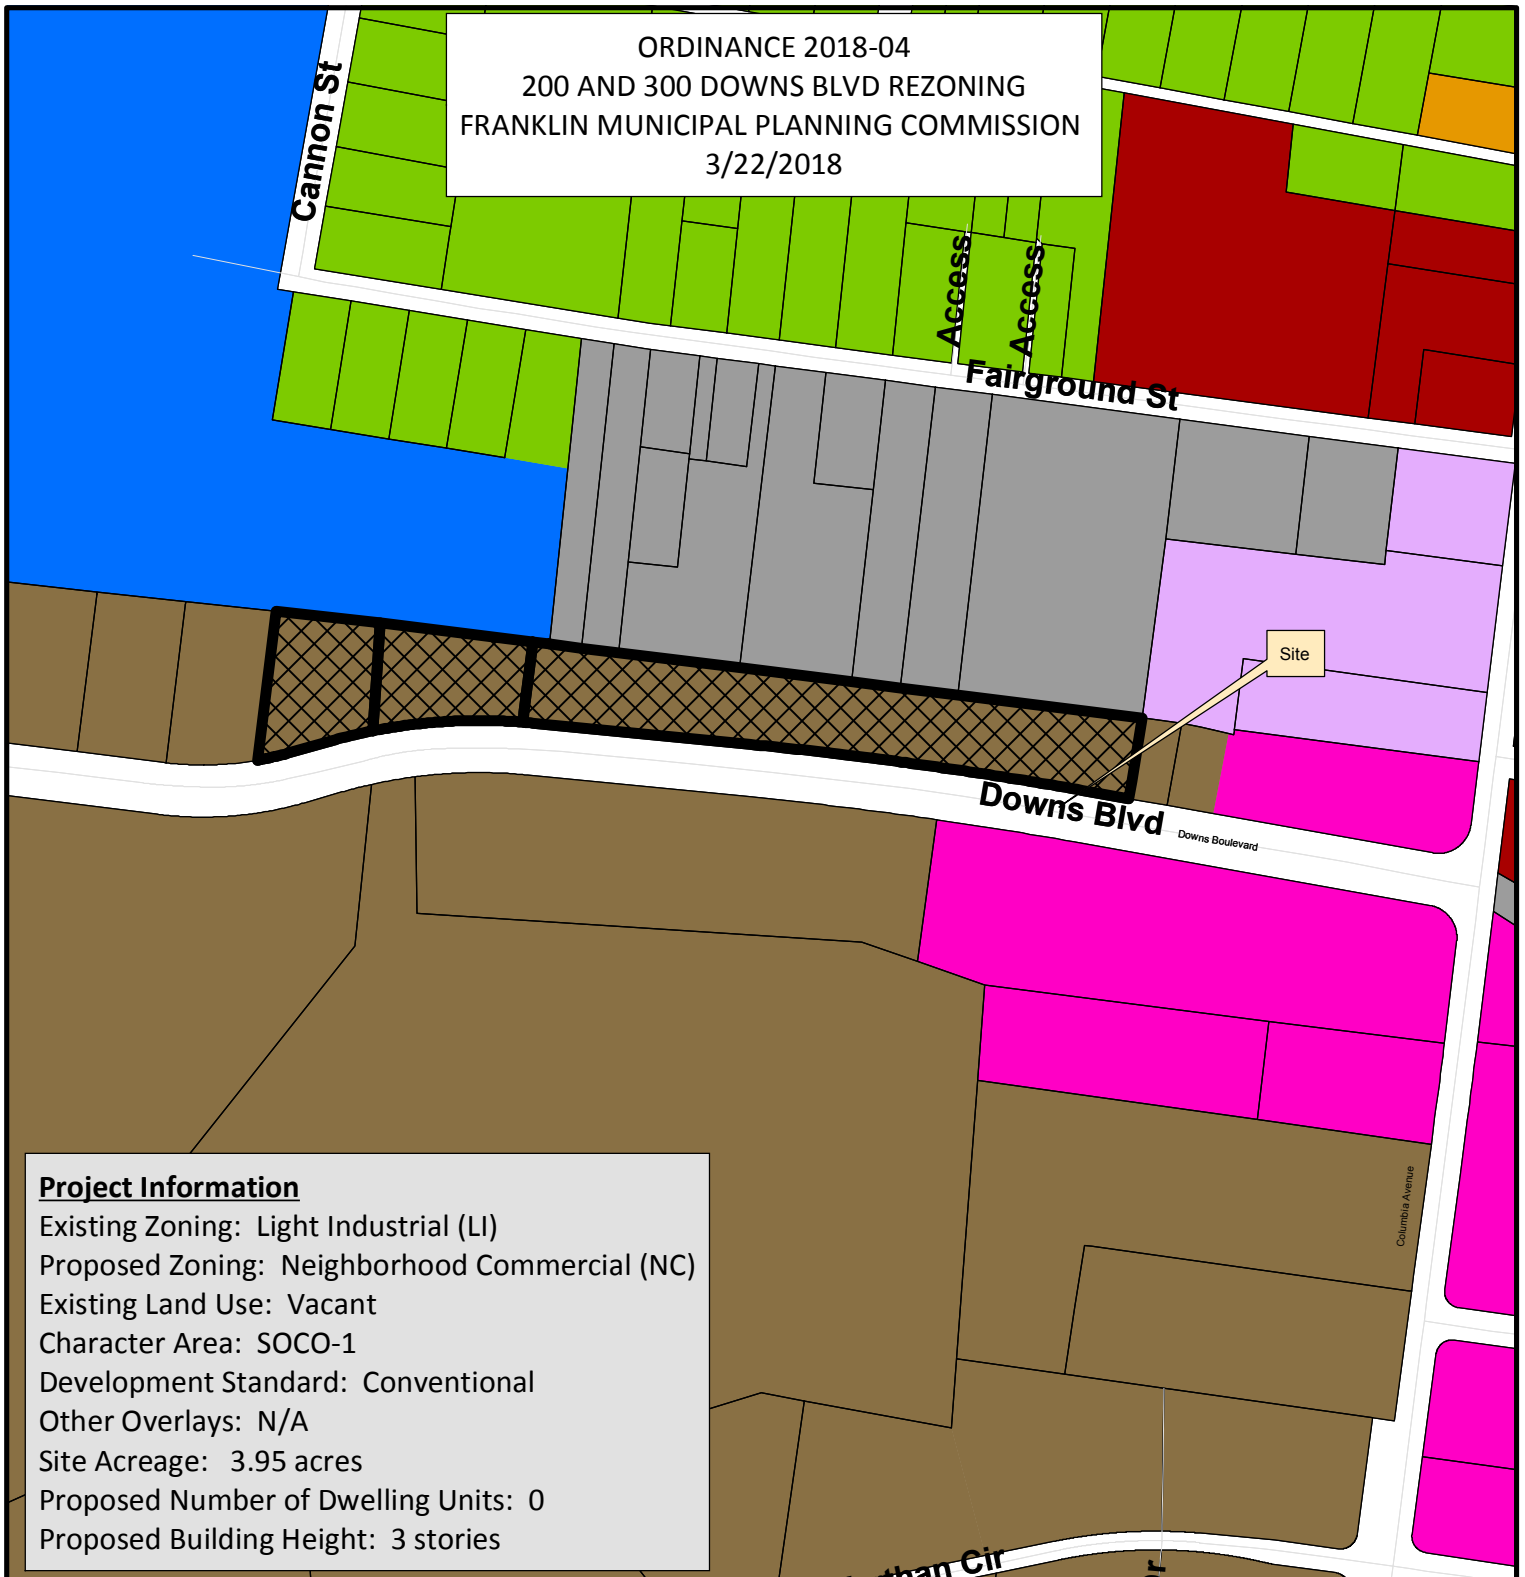 ORDINANCE 2018-04
200 AND 300 DOWNS BLVD REZONING
FRANKLIN MUNICIPAL PLANNING COMMISSION
3/22/2018
Cannon St
Access
Access
Fairground St
Site
Downs Blvd
Downs Boulevard
Columbia Avenue
Project Information
Existing Zoning: Light Industrial (LI)
Proposed Zoning: Neighborhood Commercial (NC)
Existing Land Use: Vacant
Character Area: SOCO-1
Development Standard: Conventional
Other Overlays: N/A
Site Acreage: 3.95 acres
Proposed Number of Dwelling Units: 0
Proposed Building Height: 3 stories
Cir